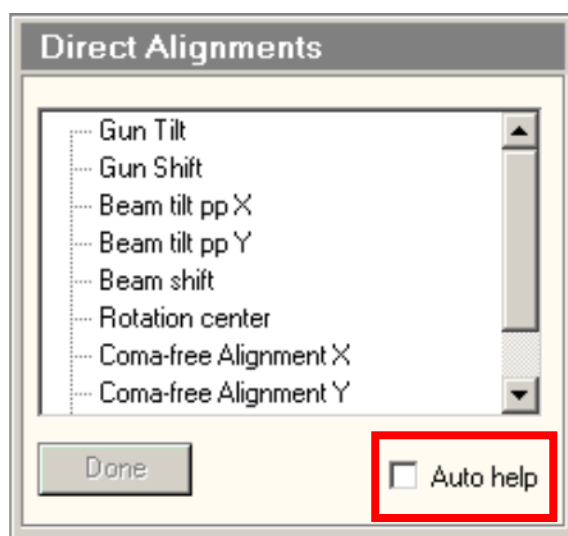 Direct Alignments
Gun Tilt
Gun Shift
Beam tilt pp X
Beam tilt pp Y
Beam shift
Rotation center
Coma-free Alignment X
Coma-free Alignment Y
Done
Auto help